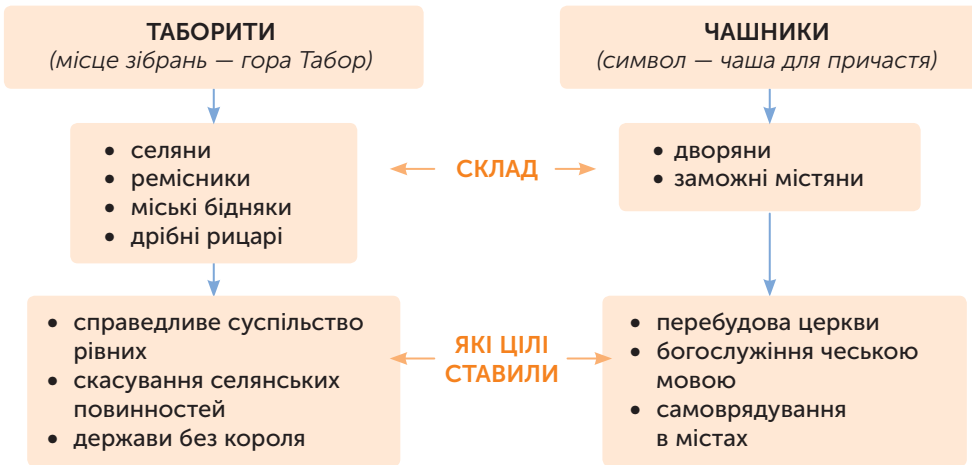 ТАБОРИТИ
(місце зібрань — гора Табор)
ЧАШНИКИ
(символ — чаша для причастя)
• селяни
• ремісники
• міські бідняки
• дрібні рицарі
СКЛАД
• дворяни
• заможні містяни
• справедливе суспільство
рівних
• скасування селянських
повинностей
• держави без короля
ЯКІ ЦІЛІ
СТАВИЛИ
• перебудова церкви
• богослужіння чеською
мовою
• самоврядування
в містах